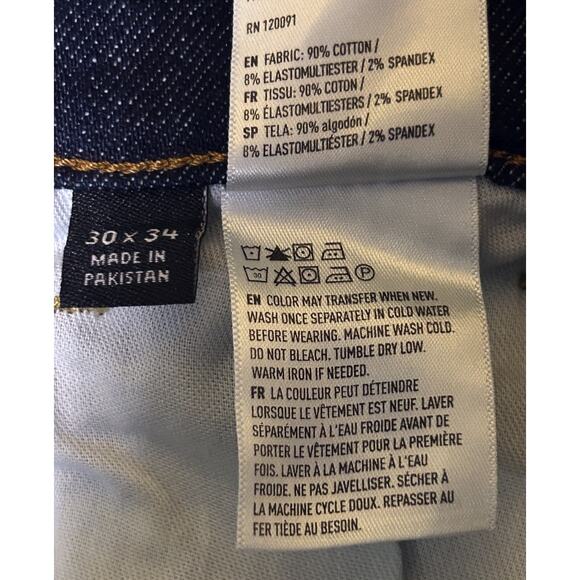 RN 120091
EN FABRIC: 90% COTTON /
8% ELASTOMULTIESTER / 2% SPANDEX
FR TISSU: 90% COTON /
8% ÉLASTOMULTIESTERS / 2% SPANDEX
SP TELA: 90% algodón /
8% ELASTOMULTIÉSTER / 2% SPANDEX
30 x 34
MADE IN
PAKISTAN
30 P
EN COLOR MAY TRANSFER WHEN NEW.
WASH ONCE SEPARATELY IN COLD WATER
BEFORE WEARING. MACHINE WASH COLD.
DO NOT BLEACH. TUMBLE DRY LOW.
WARM IRON IF NEEDED.
FR LA COULEUR PEUT DÉTEINDRE
LORSQUE LE VÊTEMENT EST NEUF. LAVER
SÉPARÉMENT À L'EAU FROIDE AVANT DE
PORTER LE VÊTEMENT POUR LA PREMIÈRE
FOIS. LAVER À LA MACHINE À L'EAU
FROIDE. NE PAS JAVELLISER. SÉCHER À
LA MACHINE CYCLE DOUX. REPASSER AU
FER TIÈDE AU BESOIN.